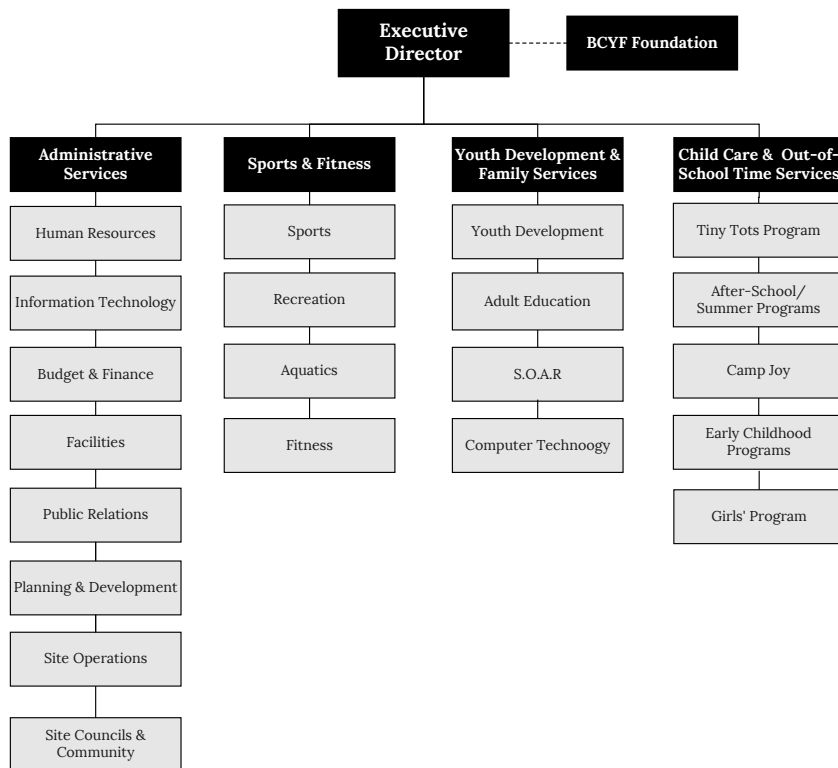 Executive
Director
BCYF Foundation
Administrative
Services
Sports & Fitness
Youth Development &
Family Services
Child Care &  Out-of-
School Time Services
Human Resources
Information Technology
Budget & Finance
Facilities
Public Relations
Planning & Development
Site Operations
Site Councils &
Community
Sports
Recreation
Aquatics
Fitness
Youth Development
Adult Education
S.O.A.R
Computer Technoogy
Tiny Tots Program
After-School/
Summer Programs
Camp Joy
Early Childhood
Programs
Girls' Program